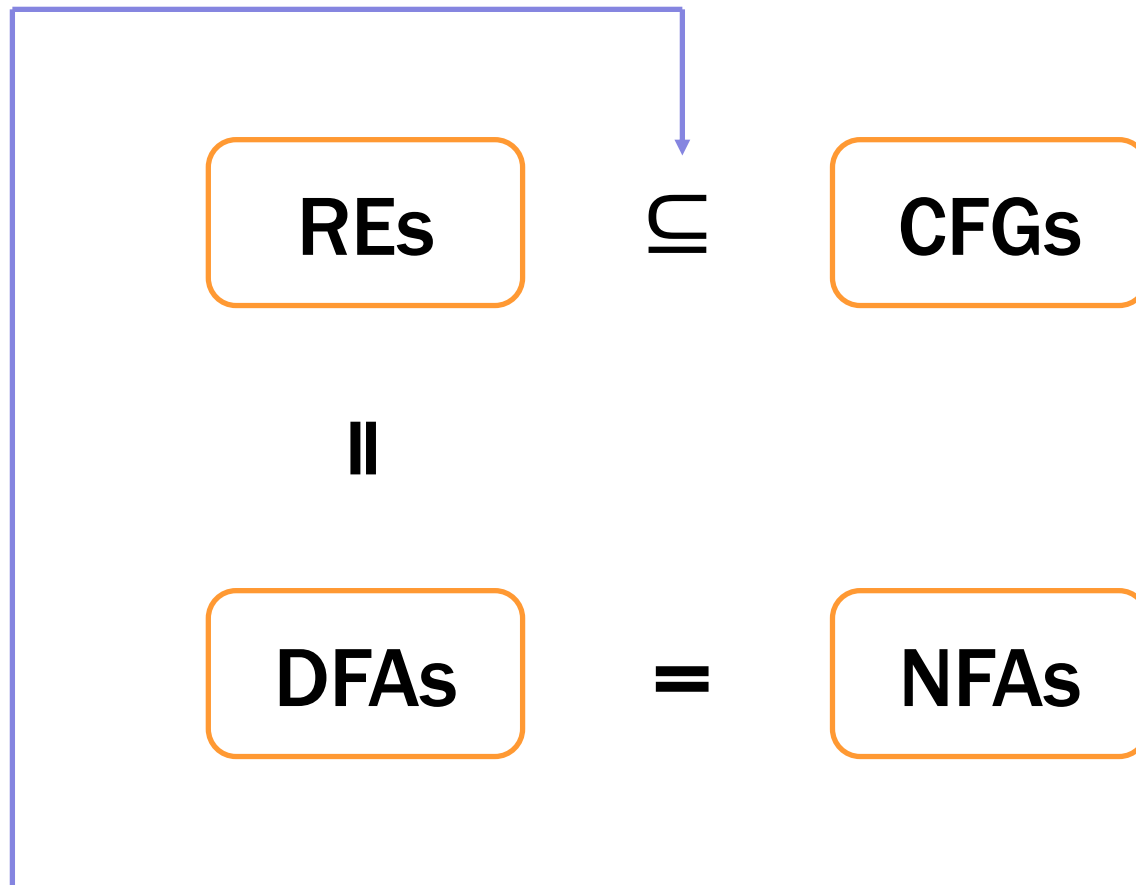 REs ⊆ CFGs
=
DFAs = NFAs